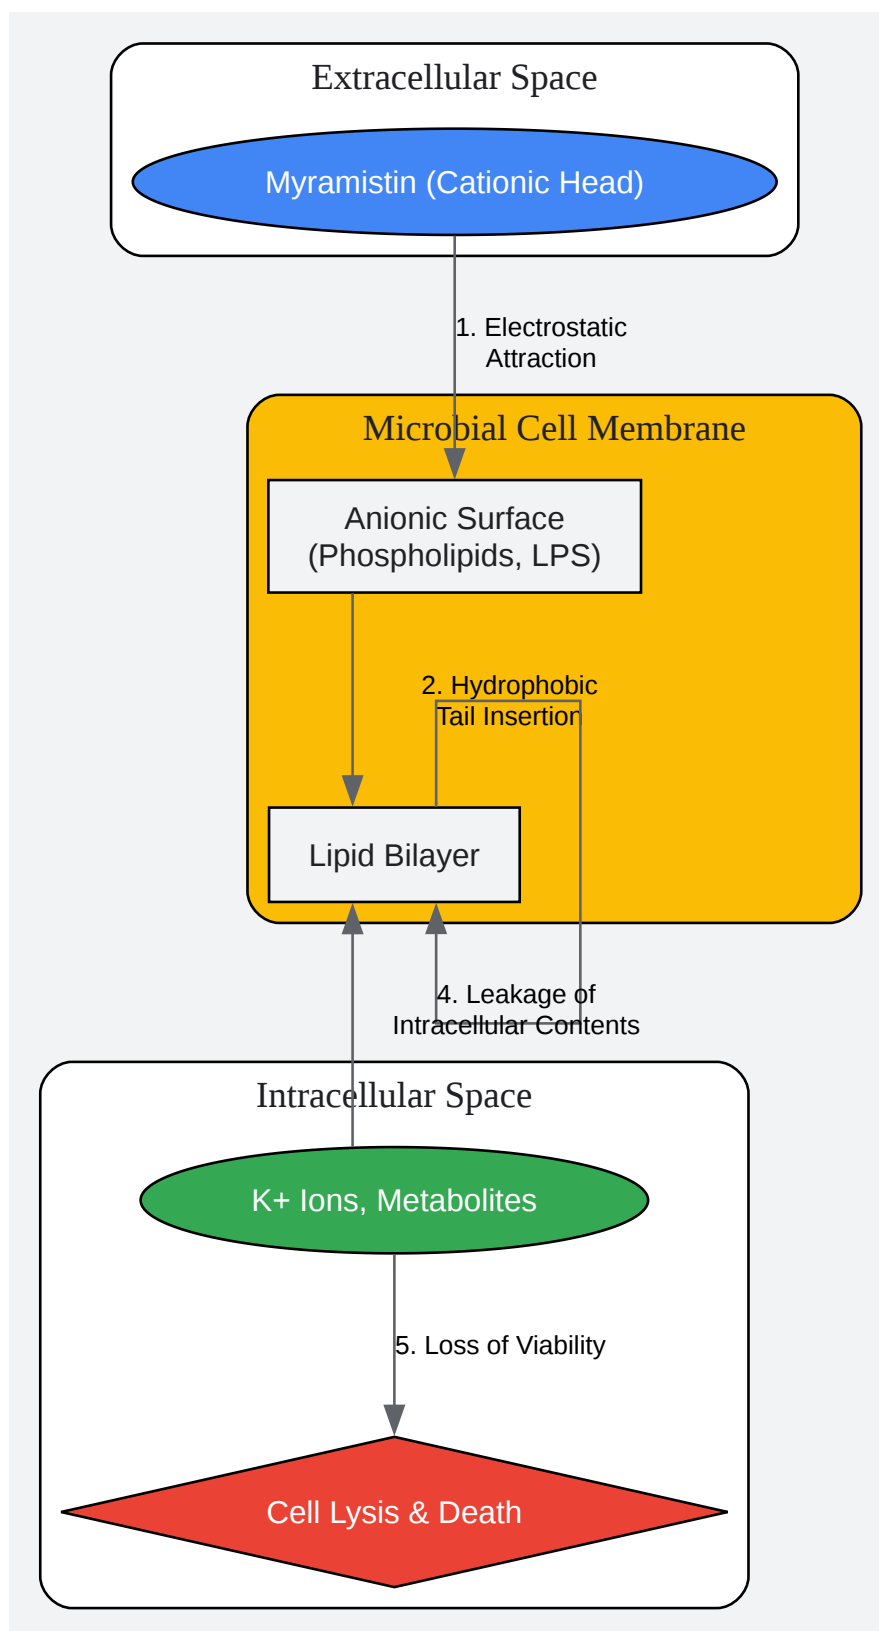 Extracellular Space
Myramistin (Cationic Head)
1. Electrostatic
Attraction
Microbial Cell Membrane
Anionic Surface
(Phospholipids, LPS)
2. Hydrophobic
Tail Insertion
Lipid Bilayer
4. Leakage of
Intracellular Contents
Intracellular Space
K+ Ions, Metabolites
5. Loss of Viability
Cell Lysis & Death